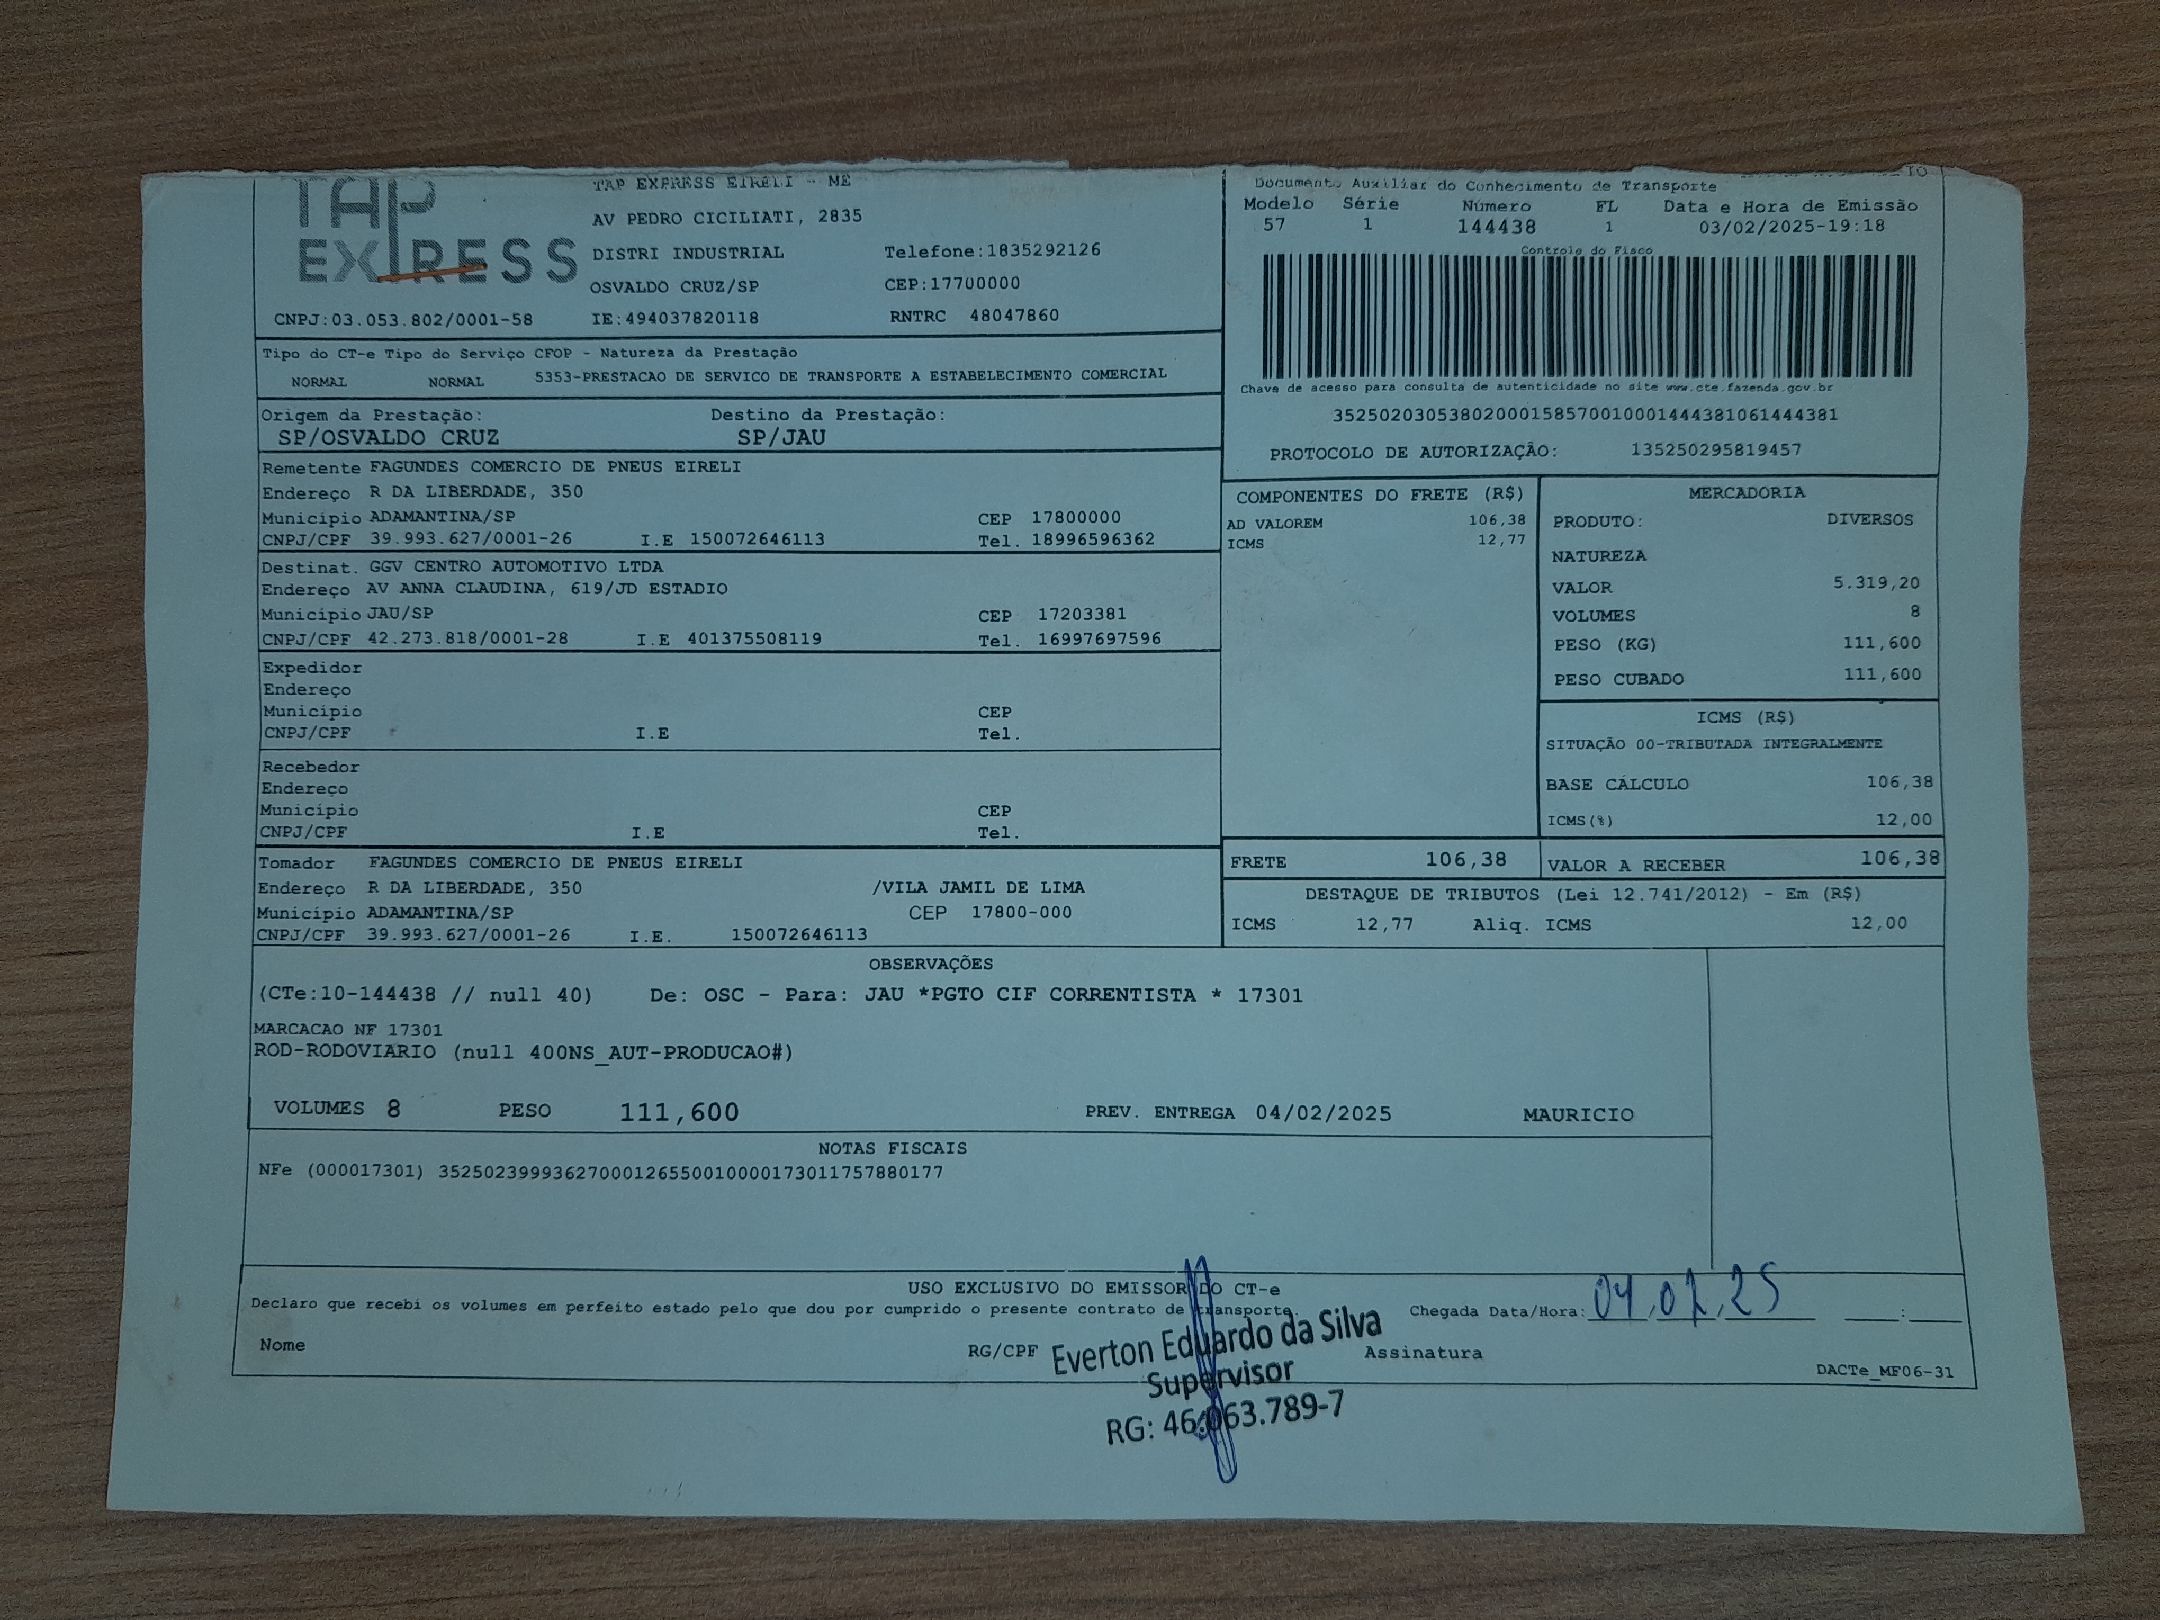 TAP
EXPRESS
TAP EXPRESS EIRELI - ME
AV PEDRO CICILIATI, 2835
DISTRI INDUSTRIAL Telefone:1835292126
OSVALDO CRUZ/SP CEP:17700000
CNPJ:03.053.802/0001-58 IE:494037820118 RNTRC 48047860
Documento Auxiliar do Conhecimento de Transporte
Modelo Série Número FL Data e Hora de Emissão
57 1 144438 1 03/02/2025-19:18
Controle do Fisco
Chave de acesso para consulta de autenticidade no site www.cte.fazenda.gov.br
35250203053802000158570010001444381061444381
PROTOCOLO DE AUTORIZAÇÃO: 135250295819457
Tipo do CT-e Tipo do Serviço CFOP - Natureza da Prestação
NORMAL NORMAL 5353-PRESTACAO DE SERVICO DE TRANSPORTE A ESTABELECIMENTO COMERCIAL
Origem da Prestação: Destino da Prestação:
SP/OSVALDO CRUZ SP/JAU
Remetente FAGUNDES COMERCIO DE PNEUS EIRELI
Endereço R DA LIBERDADE, 350
Município ADAMANTINA/SP CEP 17800000
CNPJ/CPF 39.993.627/0001-26 I.E 150072646113 Tel. 18996596362
Destinat. GGV CENTRO AUTOMOTIVO LTDA
Endereço AV ANNA CLAUDINA, 619/JD ESTADIO
Município JAU/SP CEP 17203381
CNPJ/CPF 42.273.818/0001-28 I.E 401375508119 Tel. 16997697596
Expedidor
Endereço
Município CEP
CNPJ/CPF I.E Tel.
Recebedor
Endereço
Município CEP
CNPJ/CPF I.E Tel.
Tomador FAGUNDES COMERCIO DE PNEUS EIRELI
Endereço R DA LIBERDADE, 350 /VILA JAMIL DE LIMA
Município ADAMANTINA/SP CEP 17800-000
CNPJ/CPF 39.993.627/0001-26 I.E. 150072646113
COMPONENTES DO FRETE (R$)
AD VALOREM 106,38
ICMS 12,77
MERCADORIA
PRODUTO: DIVERSOS
NATUREZA
VALOR 5.319,20
VOLUMES 8
PESO (KG) 111,600
PESO CUBADO 111,600
ICMS (R$)
SITUAÇÃO 00-TRIBUTADA INTEGRALMENTE
BASE CÁLCULO 106,38
ICMS(%) 12,00
FRETE 106,38 VALOR A RECEBER 106,38
DESTAQUE DE TRIBUTOS (Lei 12.741/2012) - Em (R$)
ICMS 12,77 Aliq. ICMS 12,00
OBSERVAÇÕES
(CTe:10-144438 // null 40) De: OSC - Para: JAU *PGTO CIF CORRENTISTA * 17301
MARCACAO NF 17301
ROD-RODOVIARIO (null 400NS_AUT-PRODUCAO#)
VOLUMES 8 PESO 111,600 PREV. ENTREGA 04/02/2025 MAURICIO
NOTAS FISCAIS
NFe (000017301) 35250239993627000126550010000173011757880177
USO EXCLUSIVO DO EMISSOR DO CT-e
Declaro que recebi os volumes em perfeito estado pelo que dou por cumprido o presente contrato de transporte. Chegada Data/Hora: 04.02.25 :
Nome RG/CPF Assinatura
Everton Eduardo da Silva
Supervisor
RG: 46.063.789-7
DACTe_MF06-31